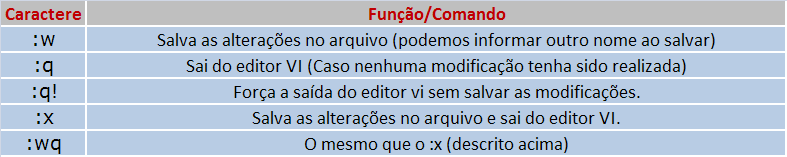 Caractere Função/Comando
:w Salva as alterações no arquivo (podemos informar outro nome ao salvar)
:q Sai do editor VI (Caso nenhuma modificação tenha sido realizada)
:q! Força a saída do editor vi sem salvar as modificações.
:x Salva as alterações no arquivo e sai do editor VI.
:wq O mesmo que o :x (descrito acima)